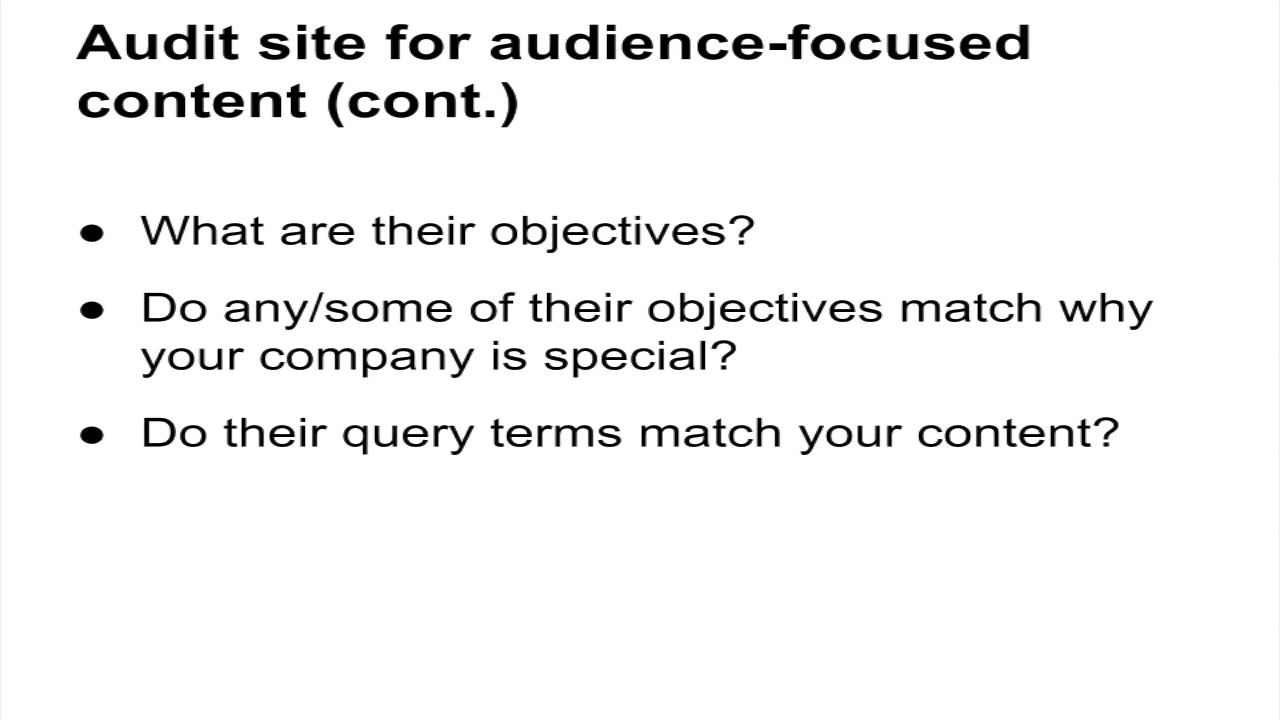 Audit site for audience-focused
content (cont.)
● What are their objectives?
● Do any/some of their objectives match why
your company is special?
● Do their query terms match your content?